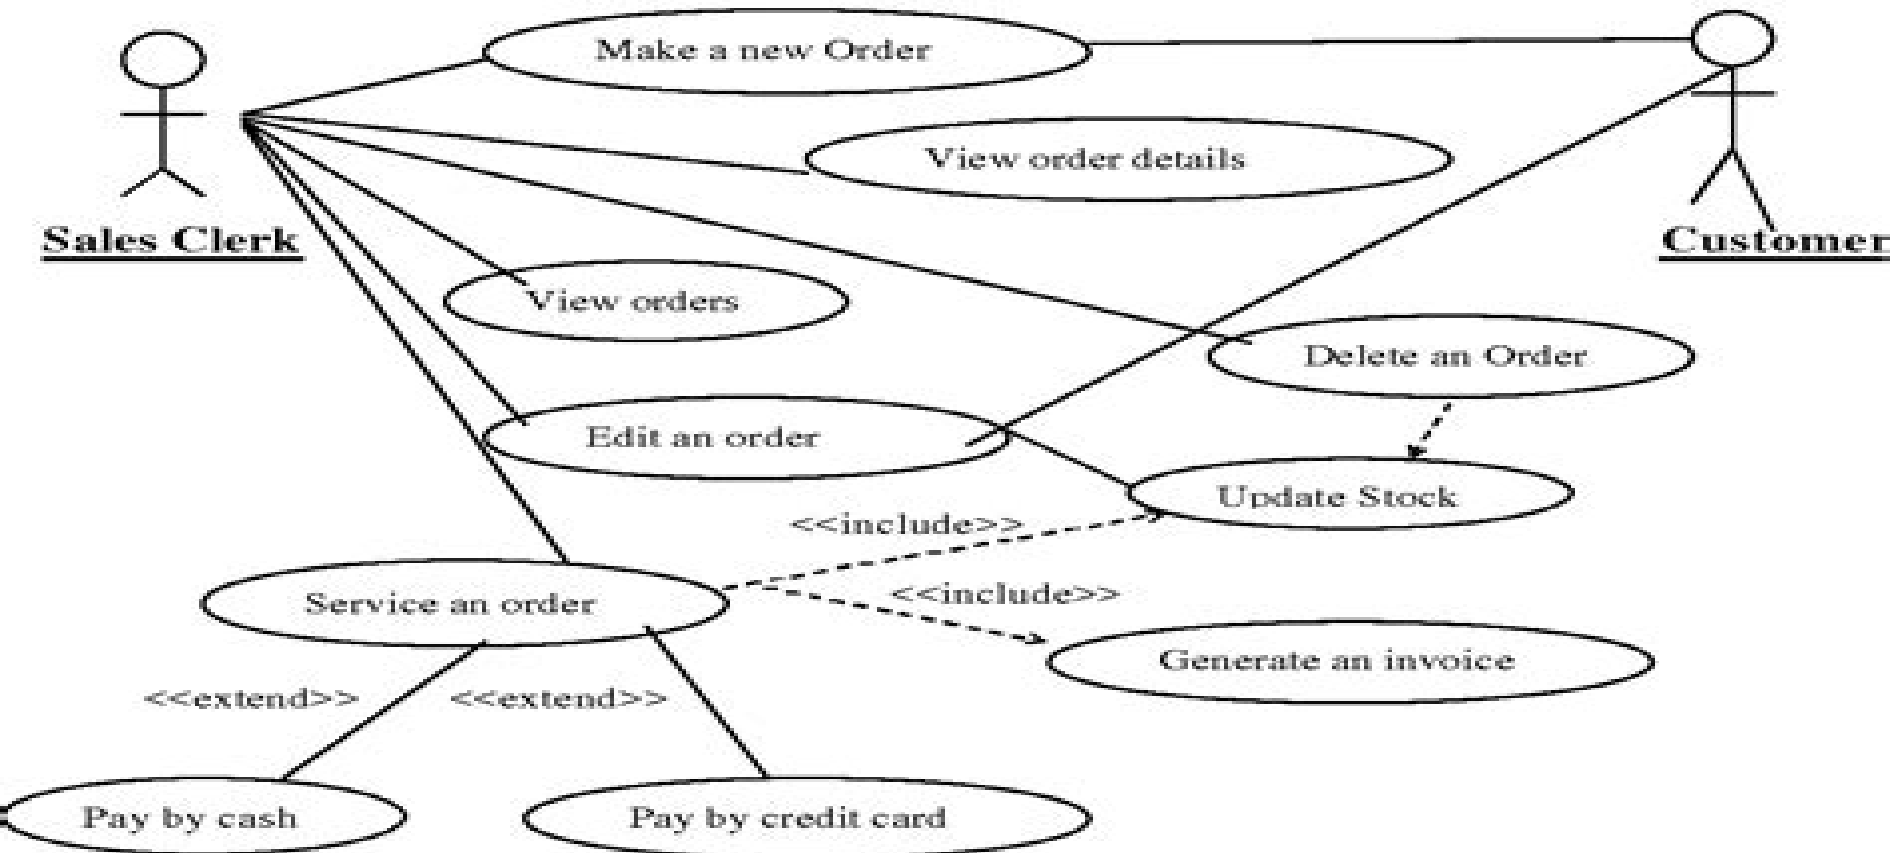 Make a new Order
View order details
Sales Clerk
Customer
View orders
Delete an Order
Edit an order
Update Stock
<<include>>
<<include>>
Service an order
Generate an invoice
<<extend>>
<<extend>>
Pay by cash
Pay by credit card